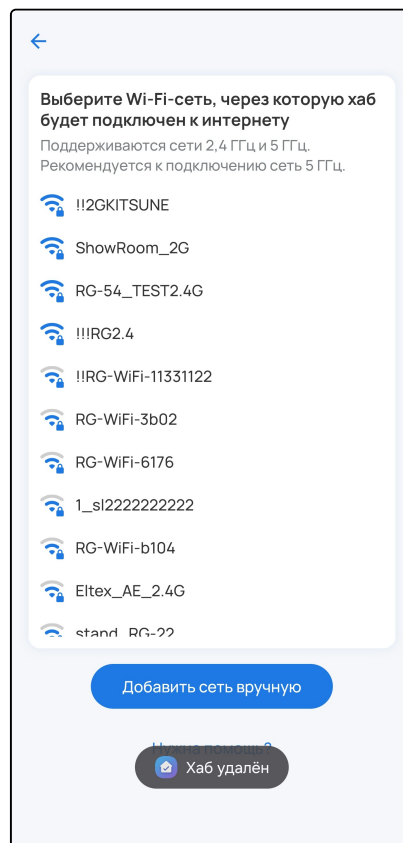 Выберите Wi-Fi-сеть, через которую хаб
будет подключен к интернету
Поддерживаются сети 2,4 ГГц и 5 ГГц.
Рекомендуется к подключению сеть 5 ГГц.
!!2GKITSUNE
ShowRoom_2G
RG-54_TEST2.4G
!!!RG2.4
!!RG-WiFi-11331122
RG-WiFi-3b02
RG-WiFi-6176
1_sl2222222222
RG-WiFi-b104
Eltex_AE_2.4G
stand_RG-22
Добавить сеть вручную
Нужна помощь?
Хаб удалён